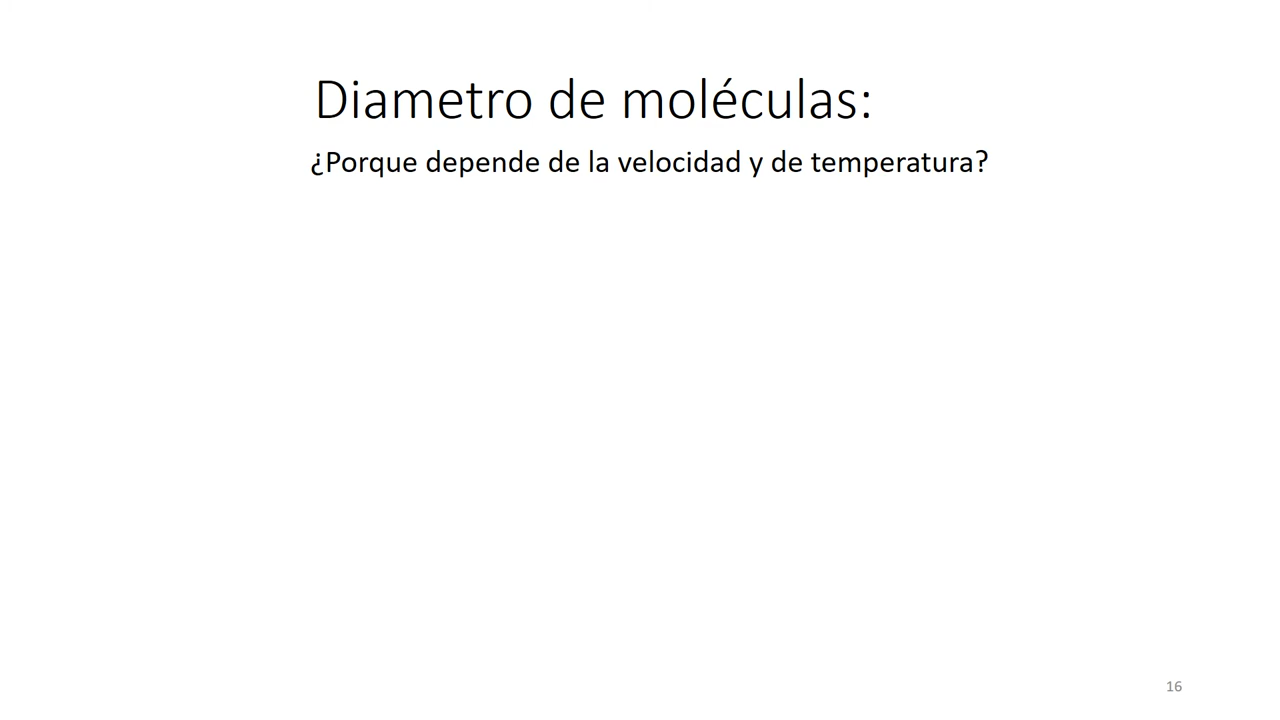 Diametro de moléculas:
¿Porque depende de la velocidad y de temperatura?
16